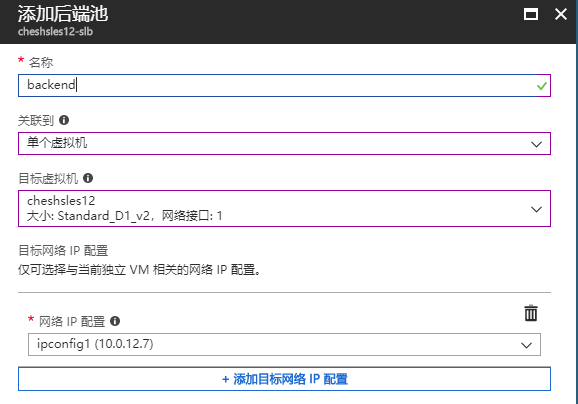 添加后端池
cheshsles12-slb
* 名称
backend
关联到
单个虚拟机
目标虚拟机
cheshsles12
大小: Standard_D1_v2，网络接口: 1
目标网络 IP 配置
仅可选择与当前独立 VM 相关的网络 IP 配置。
* 网络 IP 配置
ipconfig1 (10.0.12.7)
+ 添加目标网络 IP 配置